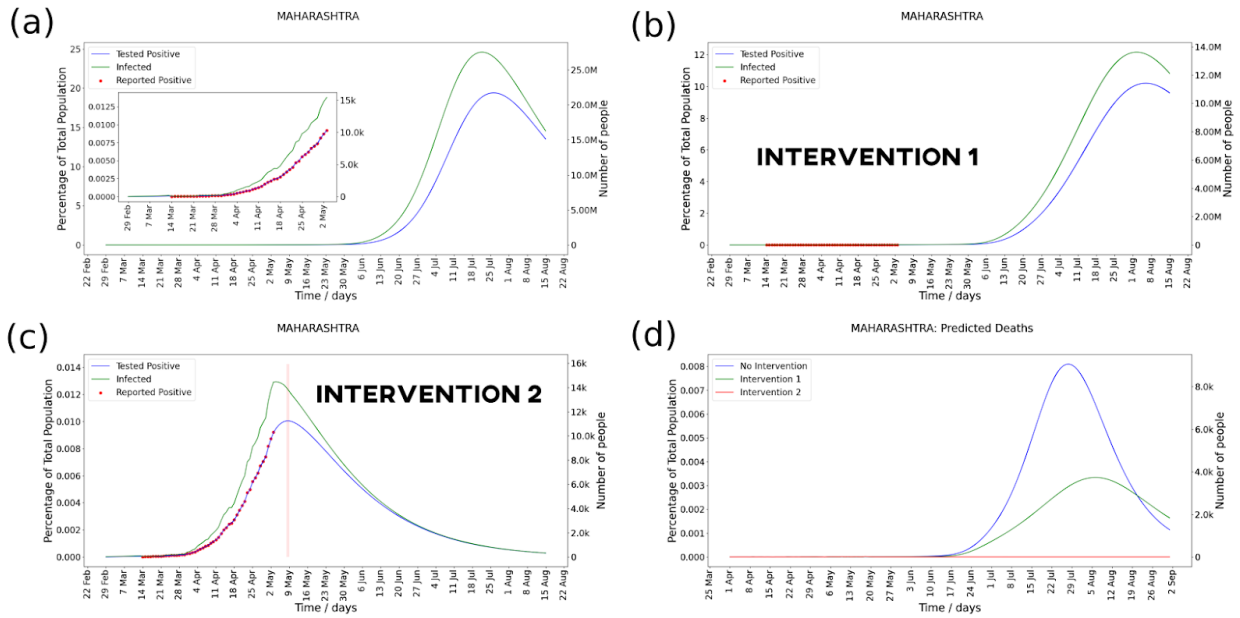 (a)
MAHARASHTRA
Percentage of Total Population
25
20
15
10
5
0
Tested Positive
Infected
Reported Positive
0.0125
0.0100
0.0075
0.0050
0.0025
0.0000
15k
10.0k
5.0k
0
29 Feb 7 Mar 14 Mar 21 Mar 28 Mar 4 Apr 11 Apr 18 Apr 25 Apr 2 May
25.0M
20.0M
15.0M
10.0M
5.00M
0
Number of people
22 Feb 29 Feb 7 Mar 14 Mar 21 Mar 28 Mar 4 Apr 11 Apr 18 Apr 25 Apr 2 May 9 May 16 May 23 May 30 May 6 Jun 13 Jun 20 Jun 27 Jun 4 Jul 11 Jul 18 Jul 25 Jul 1 Aug 8 Aug 15 Aug 22 Aug
Time / days
(b)
MAHARASHTRA
Percentage of Total Population
12
10
8
6
4
2
0
Tested Positive
Infected
Reported Positive
INTERVENTION 1
14.0M
12.0M
10.0M
8.00M
6.00M
4.00M
2.00M
0
Number of people
22 Feb 29 Feb 7 Mar 14 Mar 21 Mar 28 Mar 4 Apr 11 Apr 18 Apr 25 Apr 2 May 9 May 16 May 23 May 30 May 6 Jun 13 Jun 20 Jun 27 Jun 4 Jul 11 Jul 18 Jul 25 Jul 1 Aug 8 Aug 15 Aug 22 Aug
Time / days
(c)
MAHARASHTRA
Percentage of Total Population
0.014
0.012
0.010
0.008
0.006
0.004
0.002
0.000
Tested Positive
Infected
Reported Positive
INTERVENTION 2
16k
14.0k
12.0k
10.0k
8.0k
6.0k
4.0k
2.0k
0
Number of people
22 Feb 29 Feb 7 Mar 14 Mar 21 Mar 28 Mar 4 Apr 11 Apr 18 Apr 25 Apr 2 May 9 May 16 May 23 May 30 May 6 Jun 13 Jun 20 Jun 27 Jun 4 Jul 11 Jul 18 Jul 25 Jul 1 Aug 8 Aug 15 Aug 22 Aug
Time / days
(d)
MAHARASHTRA: Predicted Deaths
Percentage of Total Population
0.008
0.007
0.006
0.005
0.004
0.003
0.002
0.001
0.000
No Intervention
Intervention 1
Intervention 2
8.0k
6.0k
4.0k
2.0k
0
Number of people
25 Mar 1 Apr 8 Apr 15 Apr 22 Apr 29 Apr 6 May 13 May 20 May 27 May 3 Jun 10 Jun 17 Jun 24 Jun 1 Jul 8 Jul 15 Jul 22 Jul 29 Jul 5 Aug 12 Aug 19 Aug 26 Aug 2 Sep
Time / days